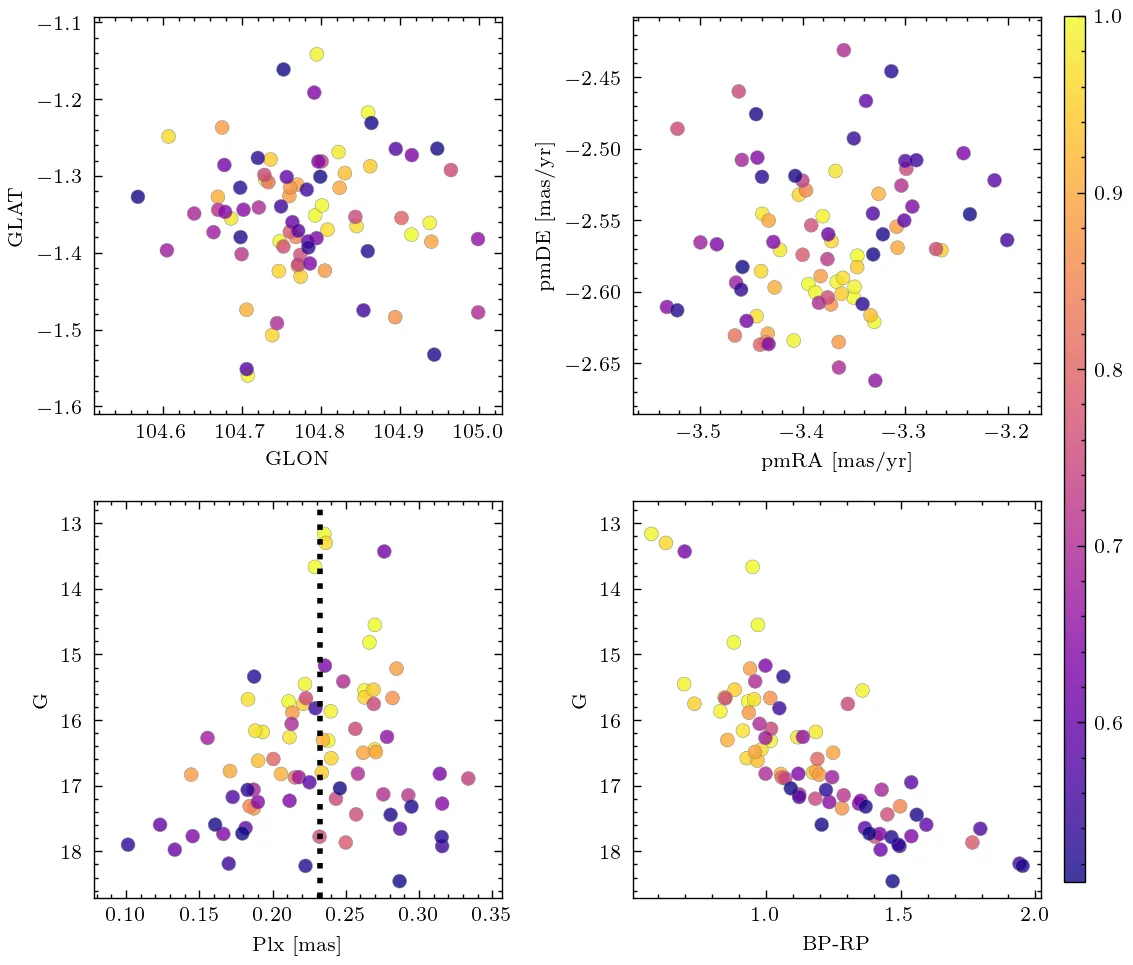 −1.1
−1.2
−1.3
−1.4
−1.5
−1.6
GLAT
104.6 104.7 104.8 104.9 105.0
GLON
−2.45
−2.50
−2.55
−2.60
−2.65
pmDE [mas/yr]
−3.5 −3.4 −3.3 −3.2
pmRA [mas/yr]
1.0
0.9
0.8
0.7
0.6
13
14
15
16
17
18
G
0.10 0.15 0.20 0.25 0.30 0.35
Plx [mas]
13
14
15
16
17
18
G
1.0 1.5 2.0
BP-RP